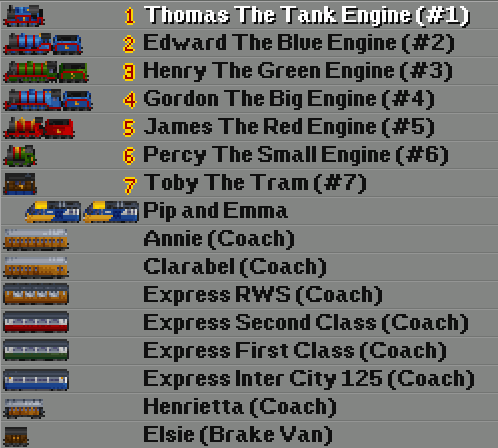 1 Thomas The Tank Engine (#1)
2 Edward The Blue Engine (#2)
3 Henry The Green Engine (#3)
4 Gordon The Big Engine (#4)
5 James The Red Engine (#5)
6 Percy The Small Engine (#6)
7 Toby The Tram (#7)
Pip and Emma
Annie (Coach)
Clarabel (Coach)
Express RWS (Coach)
Express Second Class (Coach)
Express First Class (Coach)
Express Inter City 125 (Coach)
Henrietta (Coach)
Elsie (Brake Van)